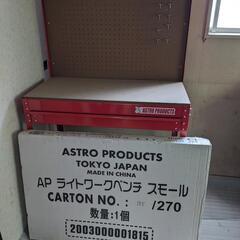 ASTRO PRODUCTS
ASTRO PRODUCTS
TOKYO JAPAN
MADE IN CHINA
AP ライトワークベンチ スモール
CARTON NO.: /270
数量:1個
2003000001815